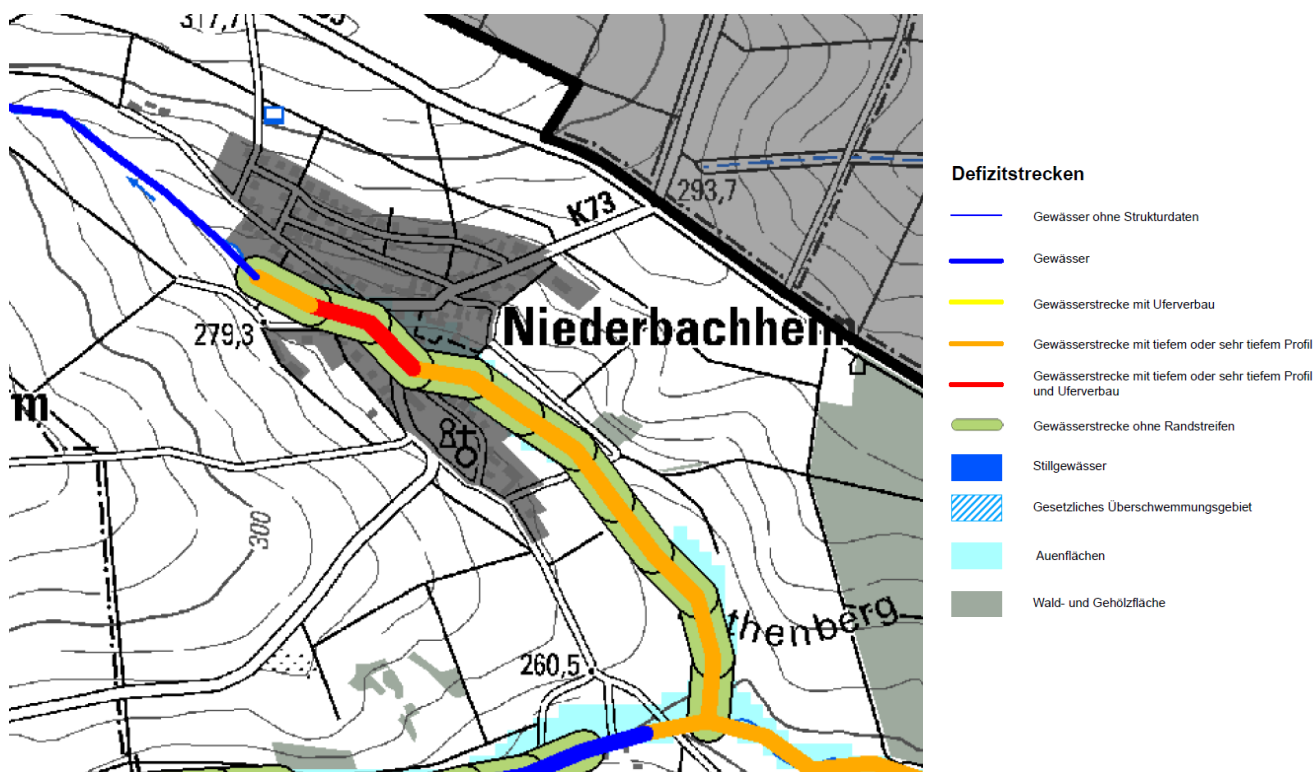 317,7
K73
293,7
279,3
Niederbachheim
m
300
thenberg
260,5
Defizitstrecken
Gewässer ohne Strukturdaten
Gewässer
Gewässerstrecke mit Uferverbau
Gewässerstrecke mit tiefem oder sehr tiefem Profil
Gewässerstrecke mit tiefem oder sehr tiefem Profil
und Uferverbau
Gewässerstrecke ohne Randstreifen
Stillgewässer
Gesetzliches Überschwemmungsgebiet
Auenflächen
Wald- und Gehölzfläche